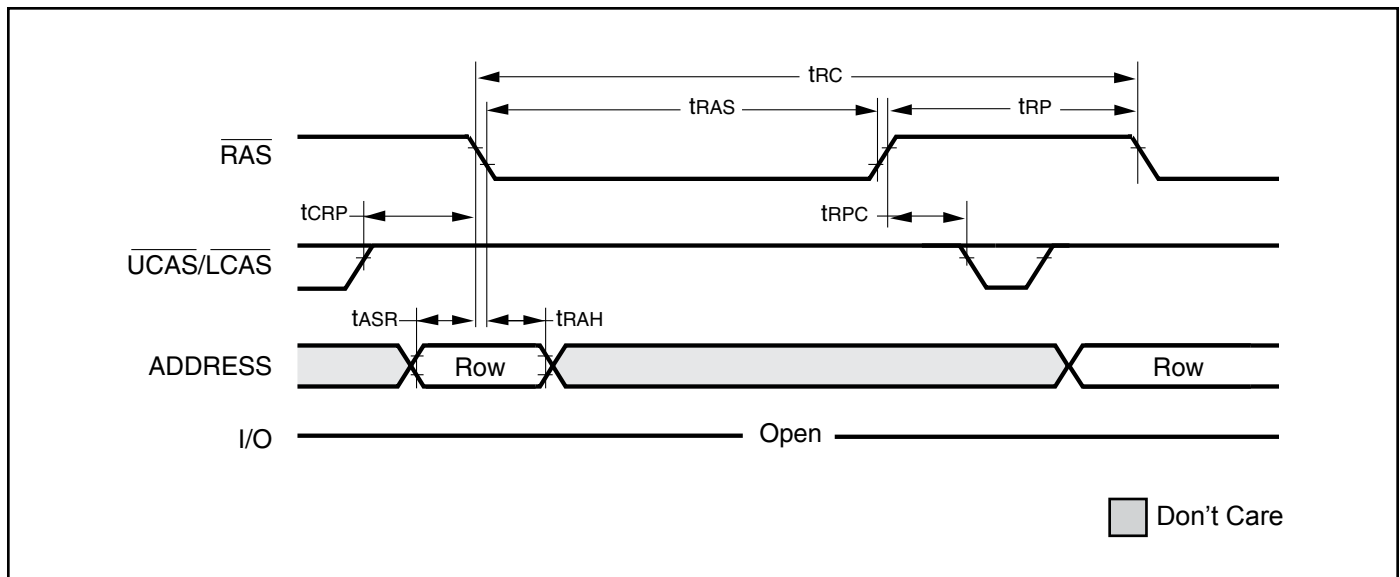 tRC
tRAS
tRP
RAS
tCRP
tRPC
UCAS/LCAS
tASR
tRAH
ADDRESS
Row
Row
I/O
Open
Don't Care